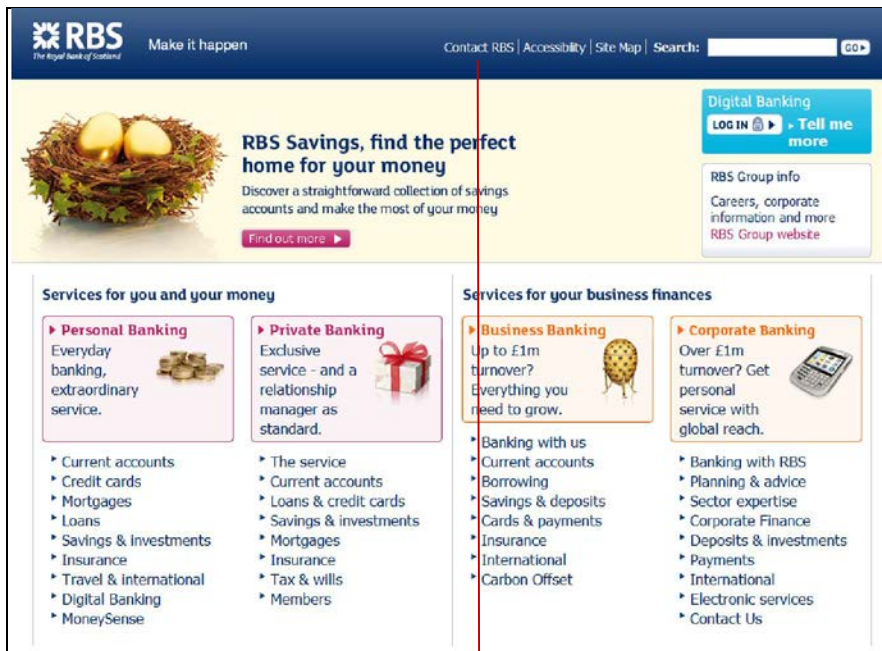 RBS
The Royal Bank of Scotland
Make it happen
Contact RBS | Accessibility | Site Map | Search:
GO
RBS Savings, find the perfect
home for your money
Discover a straightforward collection of savings
accounts and make the most of your money
Find out more
Digital Banking
LOG IN
Tell me
more
RBS Group info
Careers, corporate
information and more
RBS Group website
Services for you and your money
Personal Banking
Everyday
banking,
extraordinary
service.
Current accounts
Credit cards
Mortgages
Loans
Savings & investments
Insurance
Travel & international
Digital Banking
MoneySense
Private Banking
Exclusive
service - and a
relationship
manager as
standard.
The service
Current accounts
Loans & credit cards
Savings & investments
Mortgages
Insurance
Tax & wills
Members
Services for your business finances
Business Banking
Up to £1m
turnover?
Everything you
need to grow.
Banking with us
Current accounts
Borrowing
Savings & deposits
Cards & payments
Insurance
International
Carbon Offset
Corporate Banking
Over £1m
turnover? Get
personal
service with
global reach.
Banking with RBS
Planning & advice
Sector expertise
Corporate Finance
Deposits & investments
Payments
International
Electronic services
Contact Us